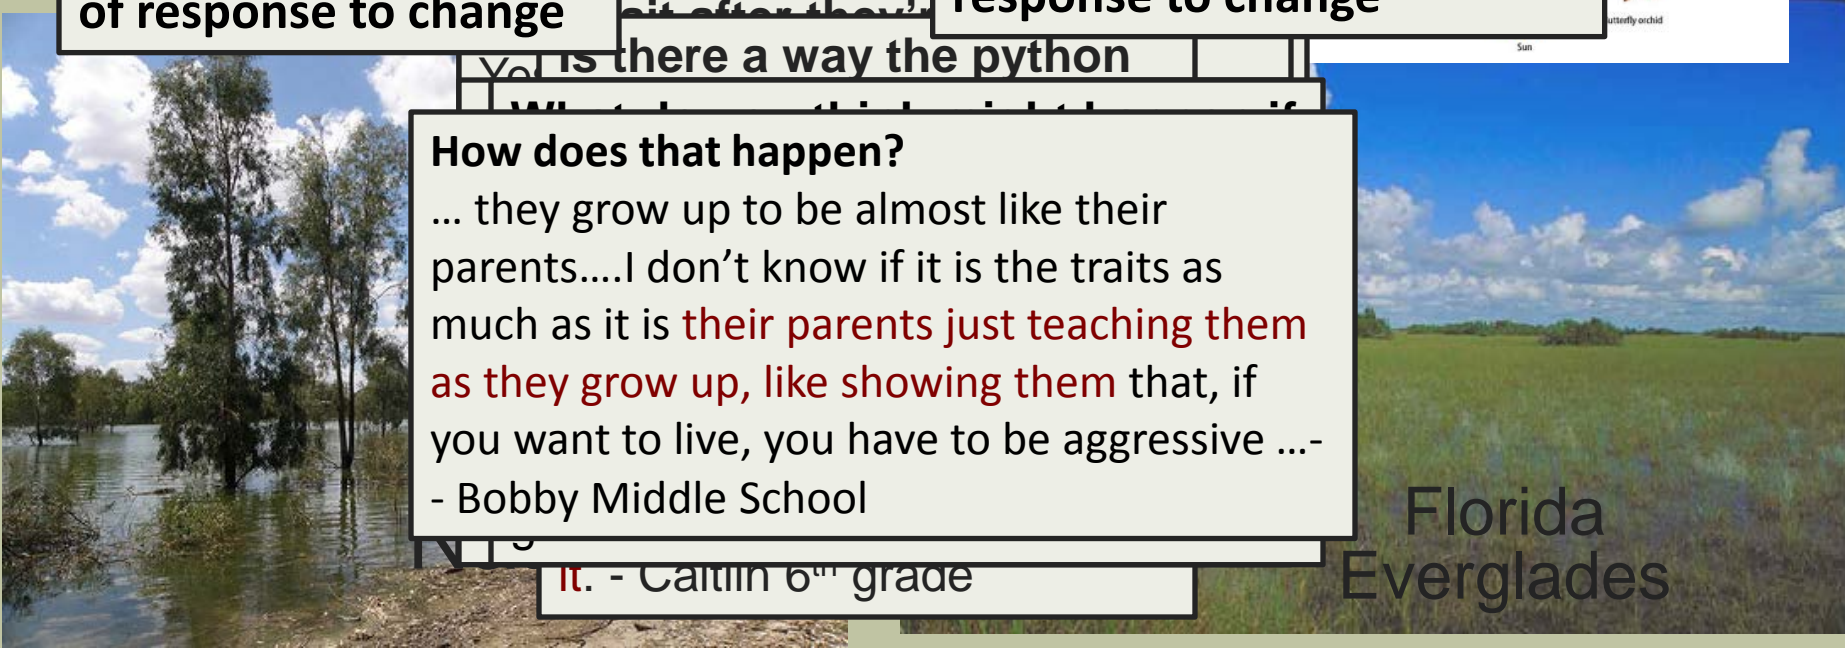 of response to change
response to change
utterfly orchid
Sun
Is there a way the python
How does that happen?
… they grow up to be almost like their
parents….I don’t know if it is the traits as
much as it is their parents just teaching them
as they grow up, like showing them that, if
you want to live, you have to be aggressive …-
- Bobby Middle School
it. - Caitlin 6th grade
Florida
Everglades